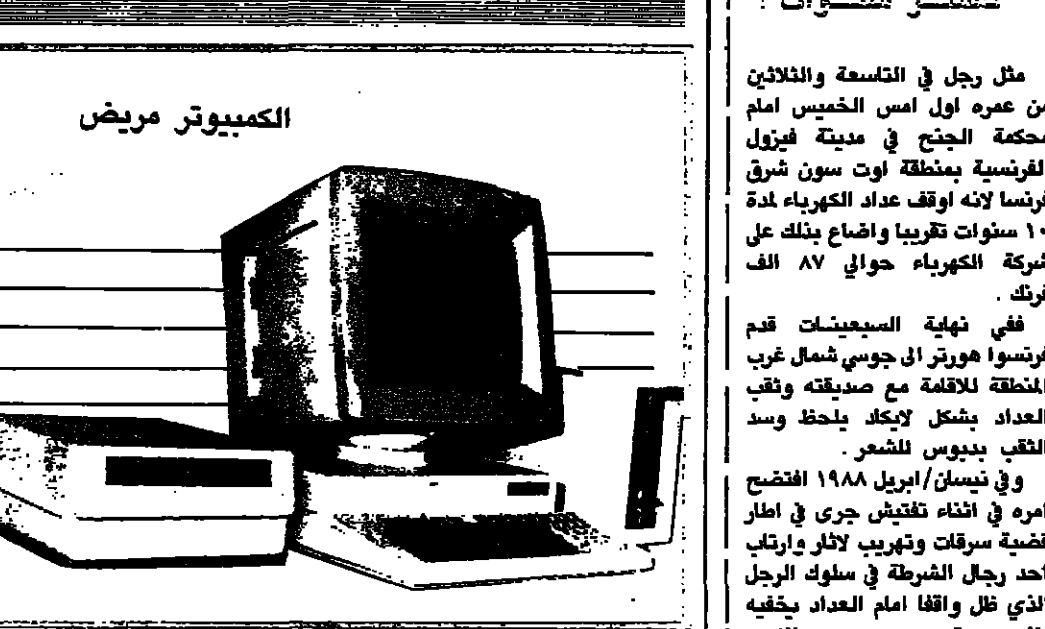 الكمبيوتر مريض
مثل رجل في التاسعة والثلاثين
من عمره اول امس الخميس امام
محكمة الجنح في مدينة فيزول
الفرنسية بمنطقة اوت سون شرق
فرنسا لانه اوقف عداد الكهرباء لمدة
١٠ سنوات تقريبا واضاع بذلك على
شركة الكهرباء حوالي ٨٧ الف
فرنك .
ففي نهاية السبعينات قدم
فرنسوا هورتر الى جوسي شمال غرب
المنطقة للاقامة مع صديقته وثقب
العداد بشكل لايكاد يلحظ وسد
الثقب بدبوس للشعر .
وفي نيسان/ابريل ١٩٨٨ افتضح
امره في اثناء تفتيش جرى في اطار
قضية سرقات وتهريب لاثار وارتاب
احد رجال الشرطة في سلوك الرجل
الذي ظل واقفا امام العداد يخفيه